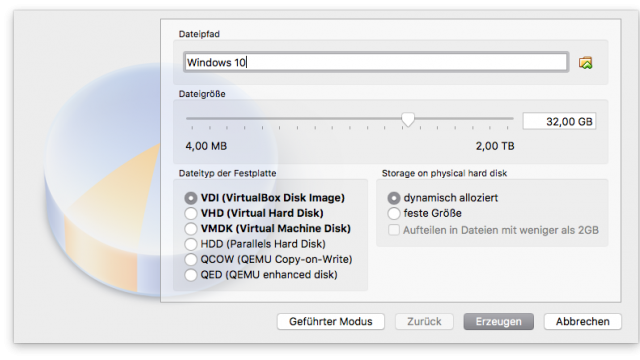 Dateipfad
Windows 10
Dateigröße
32,00 GB
4,00 MB 2,00 TB
Dateityp der Festplatte
VDI (VirtualBox Disk Image)
VHD (Virtual Hard Disk)
VMDK (Virtual Machine Disk)
HDD (Parallels Hard Disk)
QCOW (QEMU Copy-on-Write)
QED (QEMU enhanced disk)
Storage on physical hard disk
dynamisch alloziert
feste Größe
Aufteilen in Dateien mit weniger als 2GB
Geführter Modus Zurück Erzeugen Abbrechen